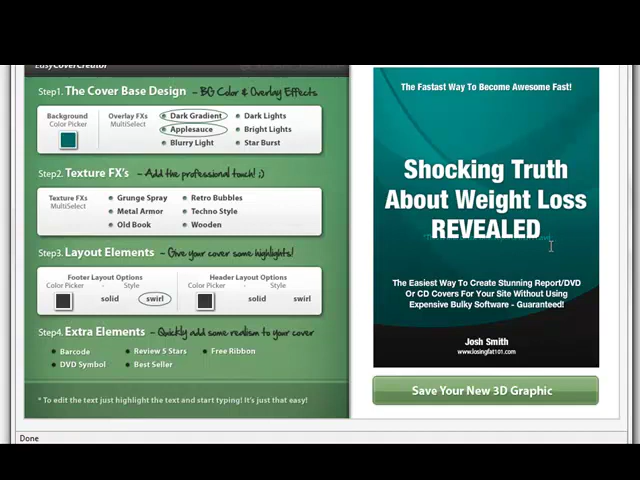 EasyCoverCreator
Step1. The Cover Base Design - BG Color & Overlay Effects
Background
Color Picker
Overlay FXs
MultiSelect
Dark Gradient
Dark Lights
Applesauce
Bright Lights
Blurry Light
Star Burst
Step2. Texture FX's - Add the professional touch! ;)
Texture FXs
MultiSelect
Grunge Spray
Retro Bubbles
Metal Armor
Techno Style
Old Book
Wooden
Step3. Layout Elements - Give your cover some highlights!
Footer Layout Options
Color Picker - Style
solid swirl
Header Layout Options
Color Picker - Style
solid swirl
Step4. Extra Elements - Quickly add some realism to your cover
Barcode
Review 5 Stars
Free Ribbon
DVD Symbol
Best Seller
* To edit the text just highlight the text and start typing! It's just that easy!
The Fastest Way To Become Awesome Fast!
Shocking Truth
About Weight Loss
REVEALED
The Easiest Way To Create Stunning Report/DVD
Or CD Covers For Your Site Without Using
Expensive Bulky Software - Guaranteed!
Josh Smith
www.losingfat101.com
Save Your New 3D Graphic
Done